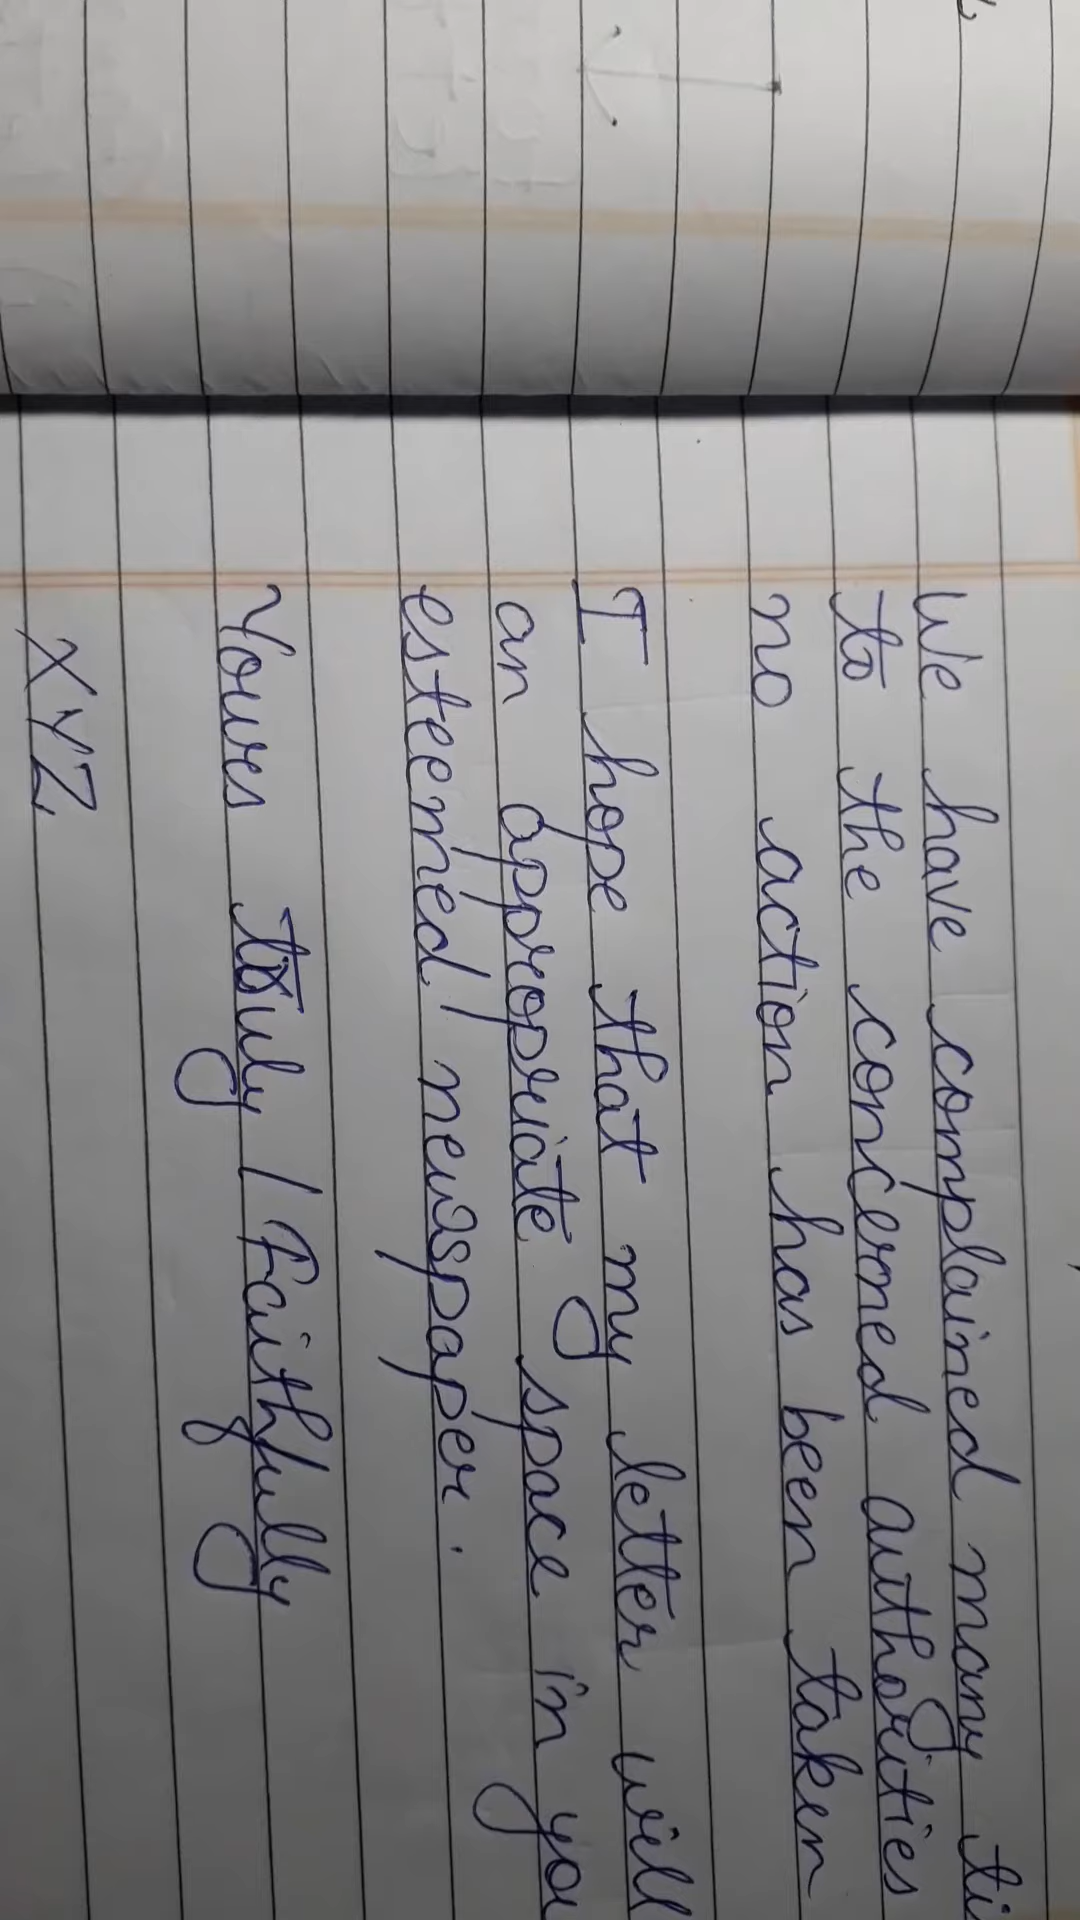 We have complained many ti
to the concerned authorities
no action has been taken
I hope that my letter will
an appropriate space in you
esteemed newspaper.
Yours truly / Faithfully
XYZ